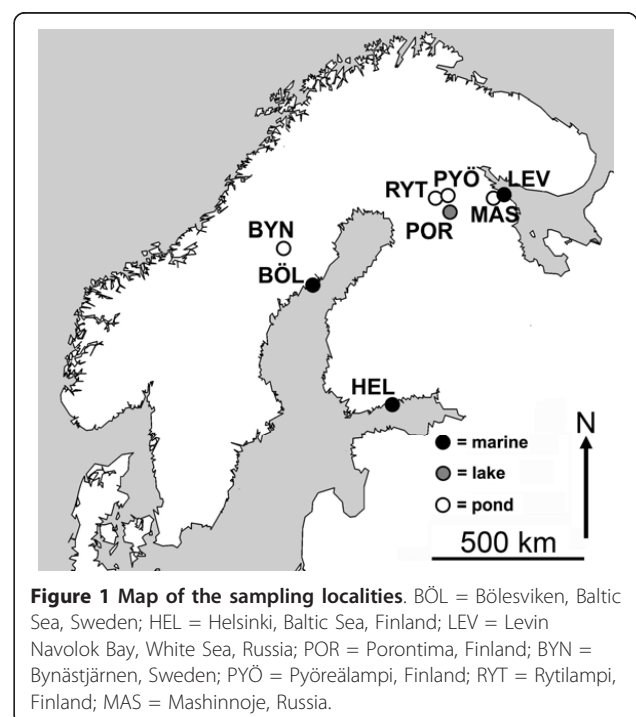 LEV
PYÖ
RYT
MAS
POR
BYN
BÖL
HEL
N
= marine
= lake
= pond
500 km
Figure 1 Map of the sampling localities. BÖL = Bölesviken, Baltic
Sea, Sweden; HEL = Helsinki, Baltic Sea, Finland; LEV = Levin
Navolok Bay, White Sea, Russia; POR = Porontima, Finland; BYN =
Bynästjärnen, Sweden; PYÖ = Pyöreälampi, Finland; RYT = Rytilampi,
Finland; MAS = Mashinnoje, Russia.